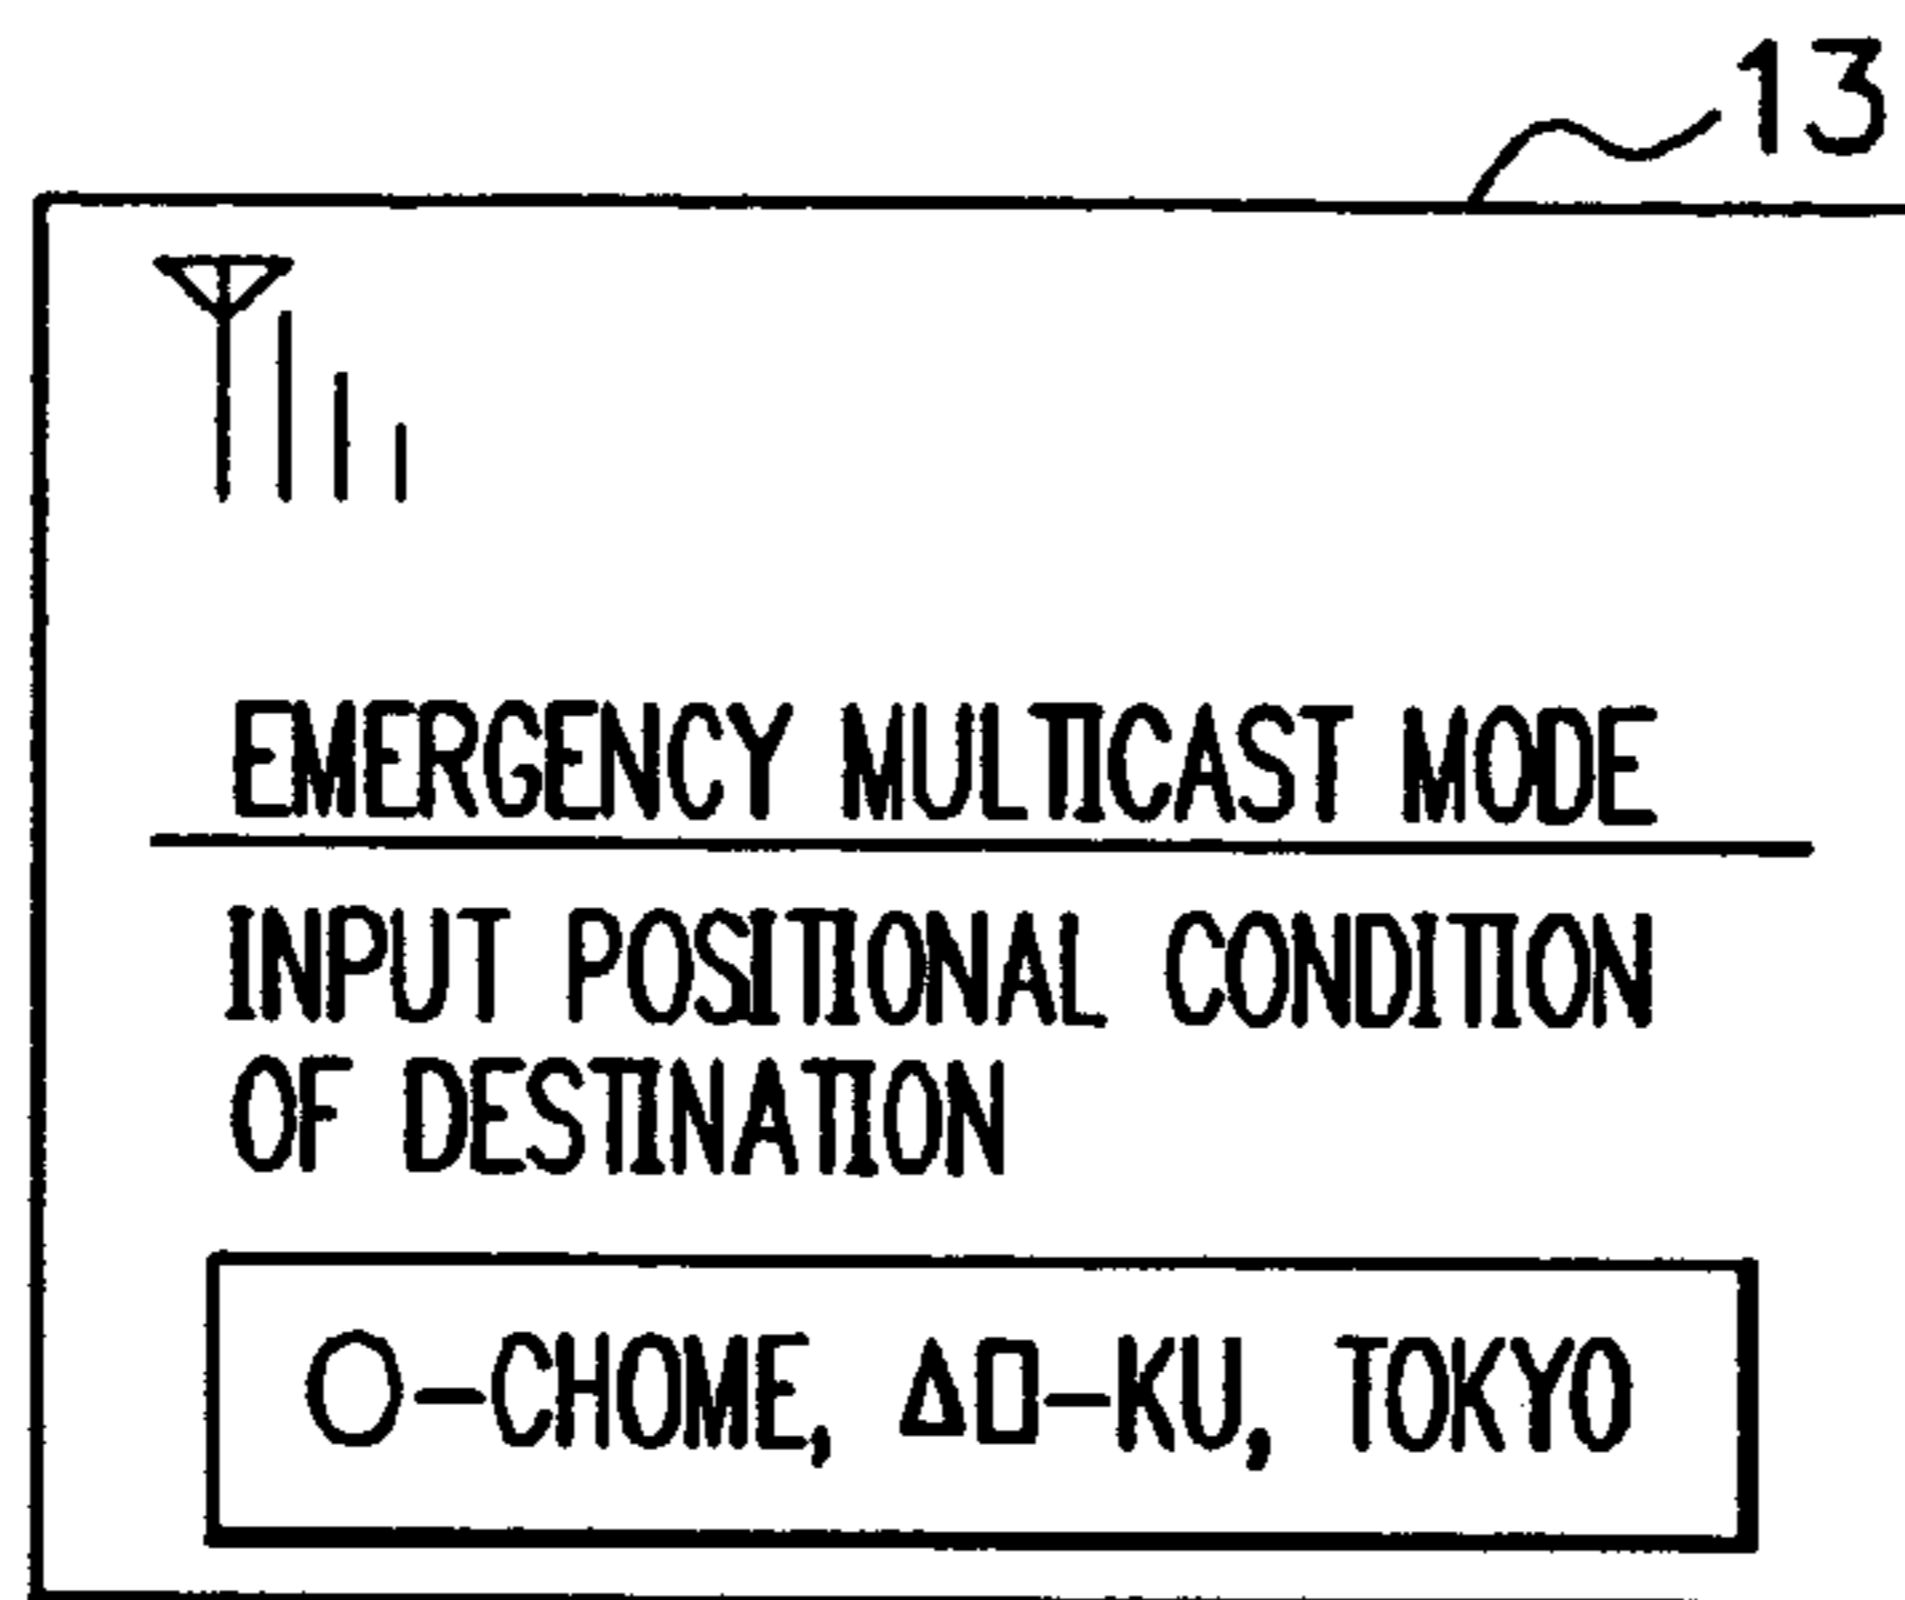 13
EMERGENCY MULTICAST MODE
INPUT POSITIONAL CONDITION
OF DESTINATION
○-CHOME, △□-KU, TOKYO